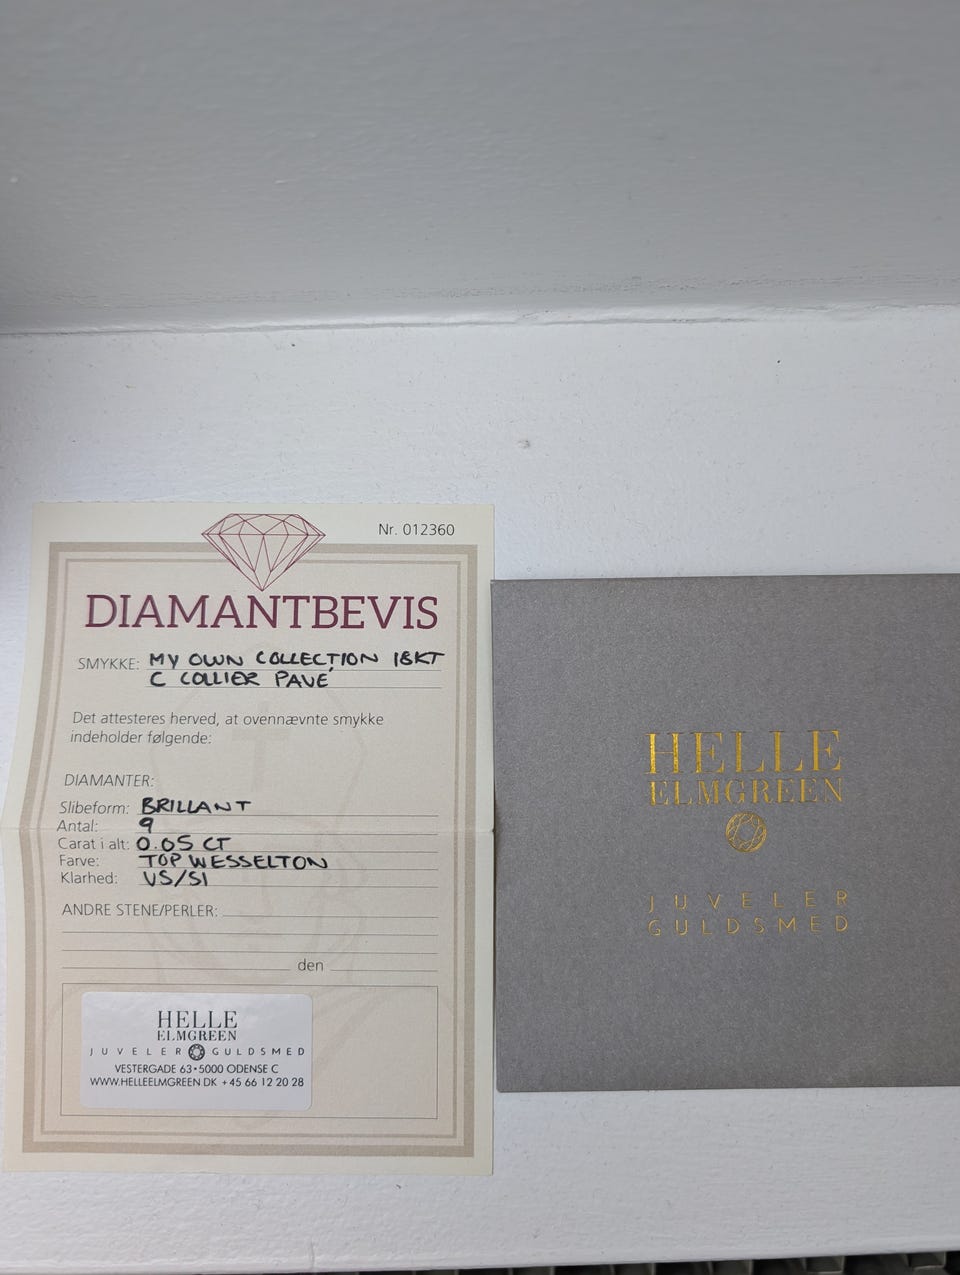 Nr. 012360
DIAMANTBEVIS
SMYKKE: MY OWN COLLECTION 18KT
C COLLIER PAVÉ
Det attesteres herved, at ovennævnte smykke
indeholder følgende:
DIAMANTER:
Slibeform: BRILLANT
Antal: 9
Carat i alt: 0.05 CT
Farve: TOP WESSELTON
Klarhed: VS/SI
ANDRE STENE/PERLER:
den
HELLE
ELMGREEN
JUVELER GULDSMED
VESTERGADE 63 • 5000 ODENSE C
WWW.HELLEELMGREEN.DK +45 66 12 20 28
HELLE
ELMGREEN
JUVELER
GULDSMED